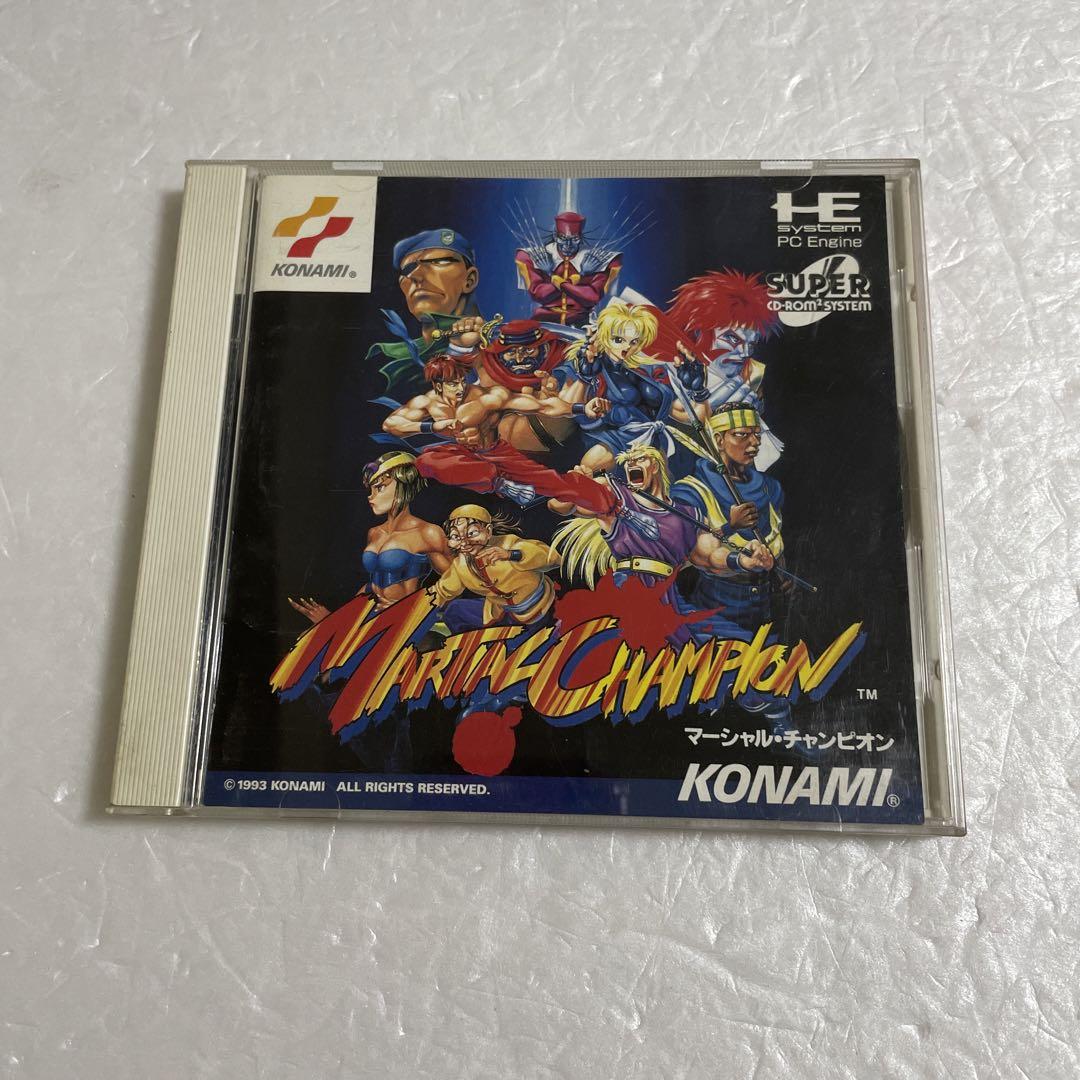 KONAMI®
HE
system
PC Engine
SUPER
CD-ROM² SYSTEM
MARTIAL CHAMPION
TM
マーシャル・チャンピオン
© 1993 KONAMI ALL RIGHTS RESERVED.
KONAMI®